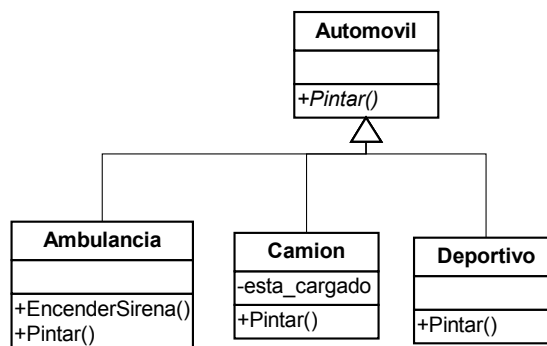 Automovil
+Pintar()
Ambulancia
+EncenderSirena()
+Pintar()
Camion
-esta_cargado
+Pintar()
Deportivo
+Pintar()